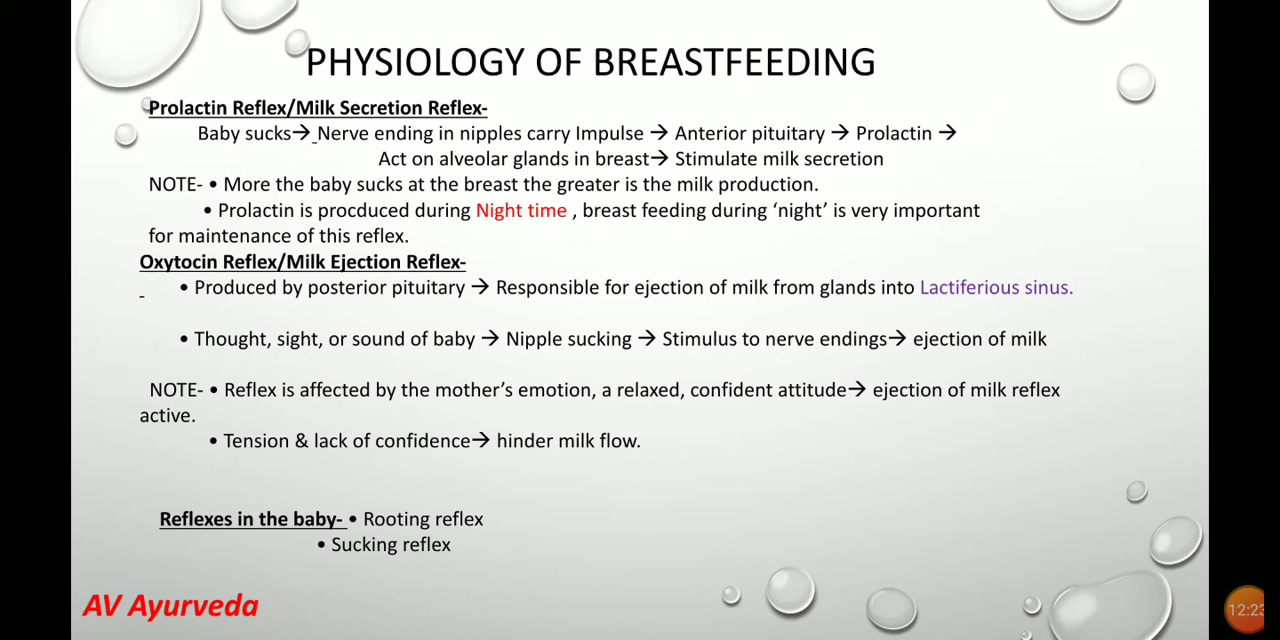 PHYSIOLOGY OF BREASTFEEDING
Prolactin Reflex/Milk Secretion Reflex-
Baby sucks→ Nerve ending in nipples carry Impulse → Anterior pituitary → Prolactin →
Act on alveolar glands in breast→ Stimulate milk secretion
NOTE- • More the baby sucks at the breast the greater is the milk production.
• Prolactin is procduced during Night time , breast feeding during ‘night’ is very important
for maintenance of this reflex.
Oxytocin Reflex/Milk Ejection Reflex-
• Produced by posterior pituitary → Responsible for ejection of milk from glands into Lactiferious sinus.
• Thought, sight, or sound of baby → Nipple sucking → Stimulus to nerve endings→ ejection of milk
NOTE- • Reflex is affected by the mother’s emotion, a relaxed, confident attitude→ ejection of milk reflex
active.
• Tension & lack of confidence→ hinder milk flow.
Reflexes in the baby- • Rooting reflex
• Sucking reflex
AV Ayurveda
12:23